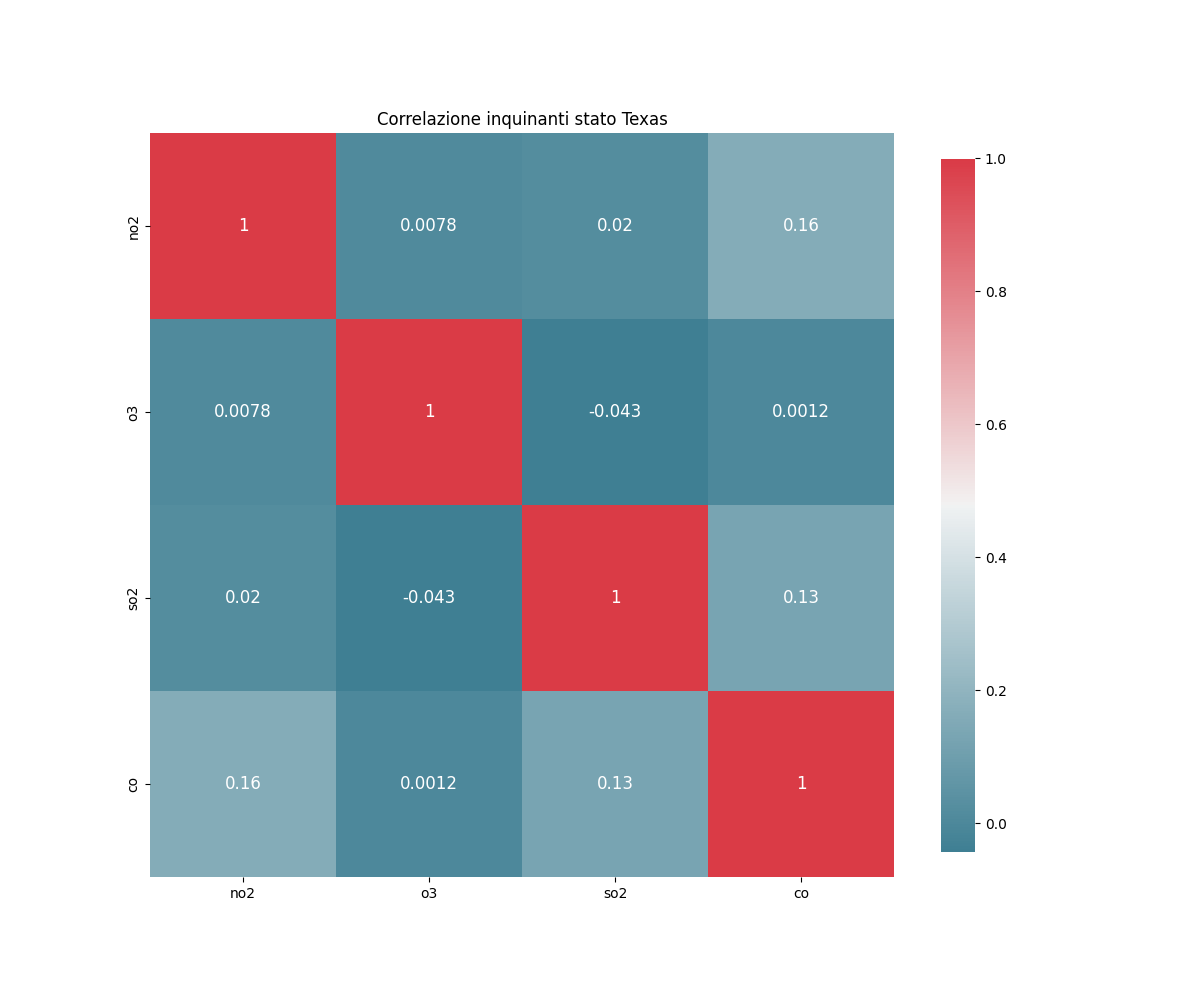 Correlazione inquinanti stato Texas
1.0
no2 1 0.0078 0.02 0.16
0.8
o3 0.0078 1 -0.043 0.0012
0.6
0.4
so2 0.02 -0.043 1 0.13
0.2
co 0.16 0.0012 0.13 1
0.0
no2 o3 so2 co